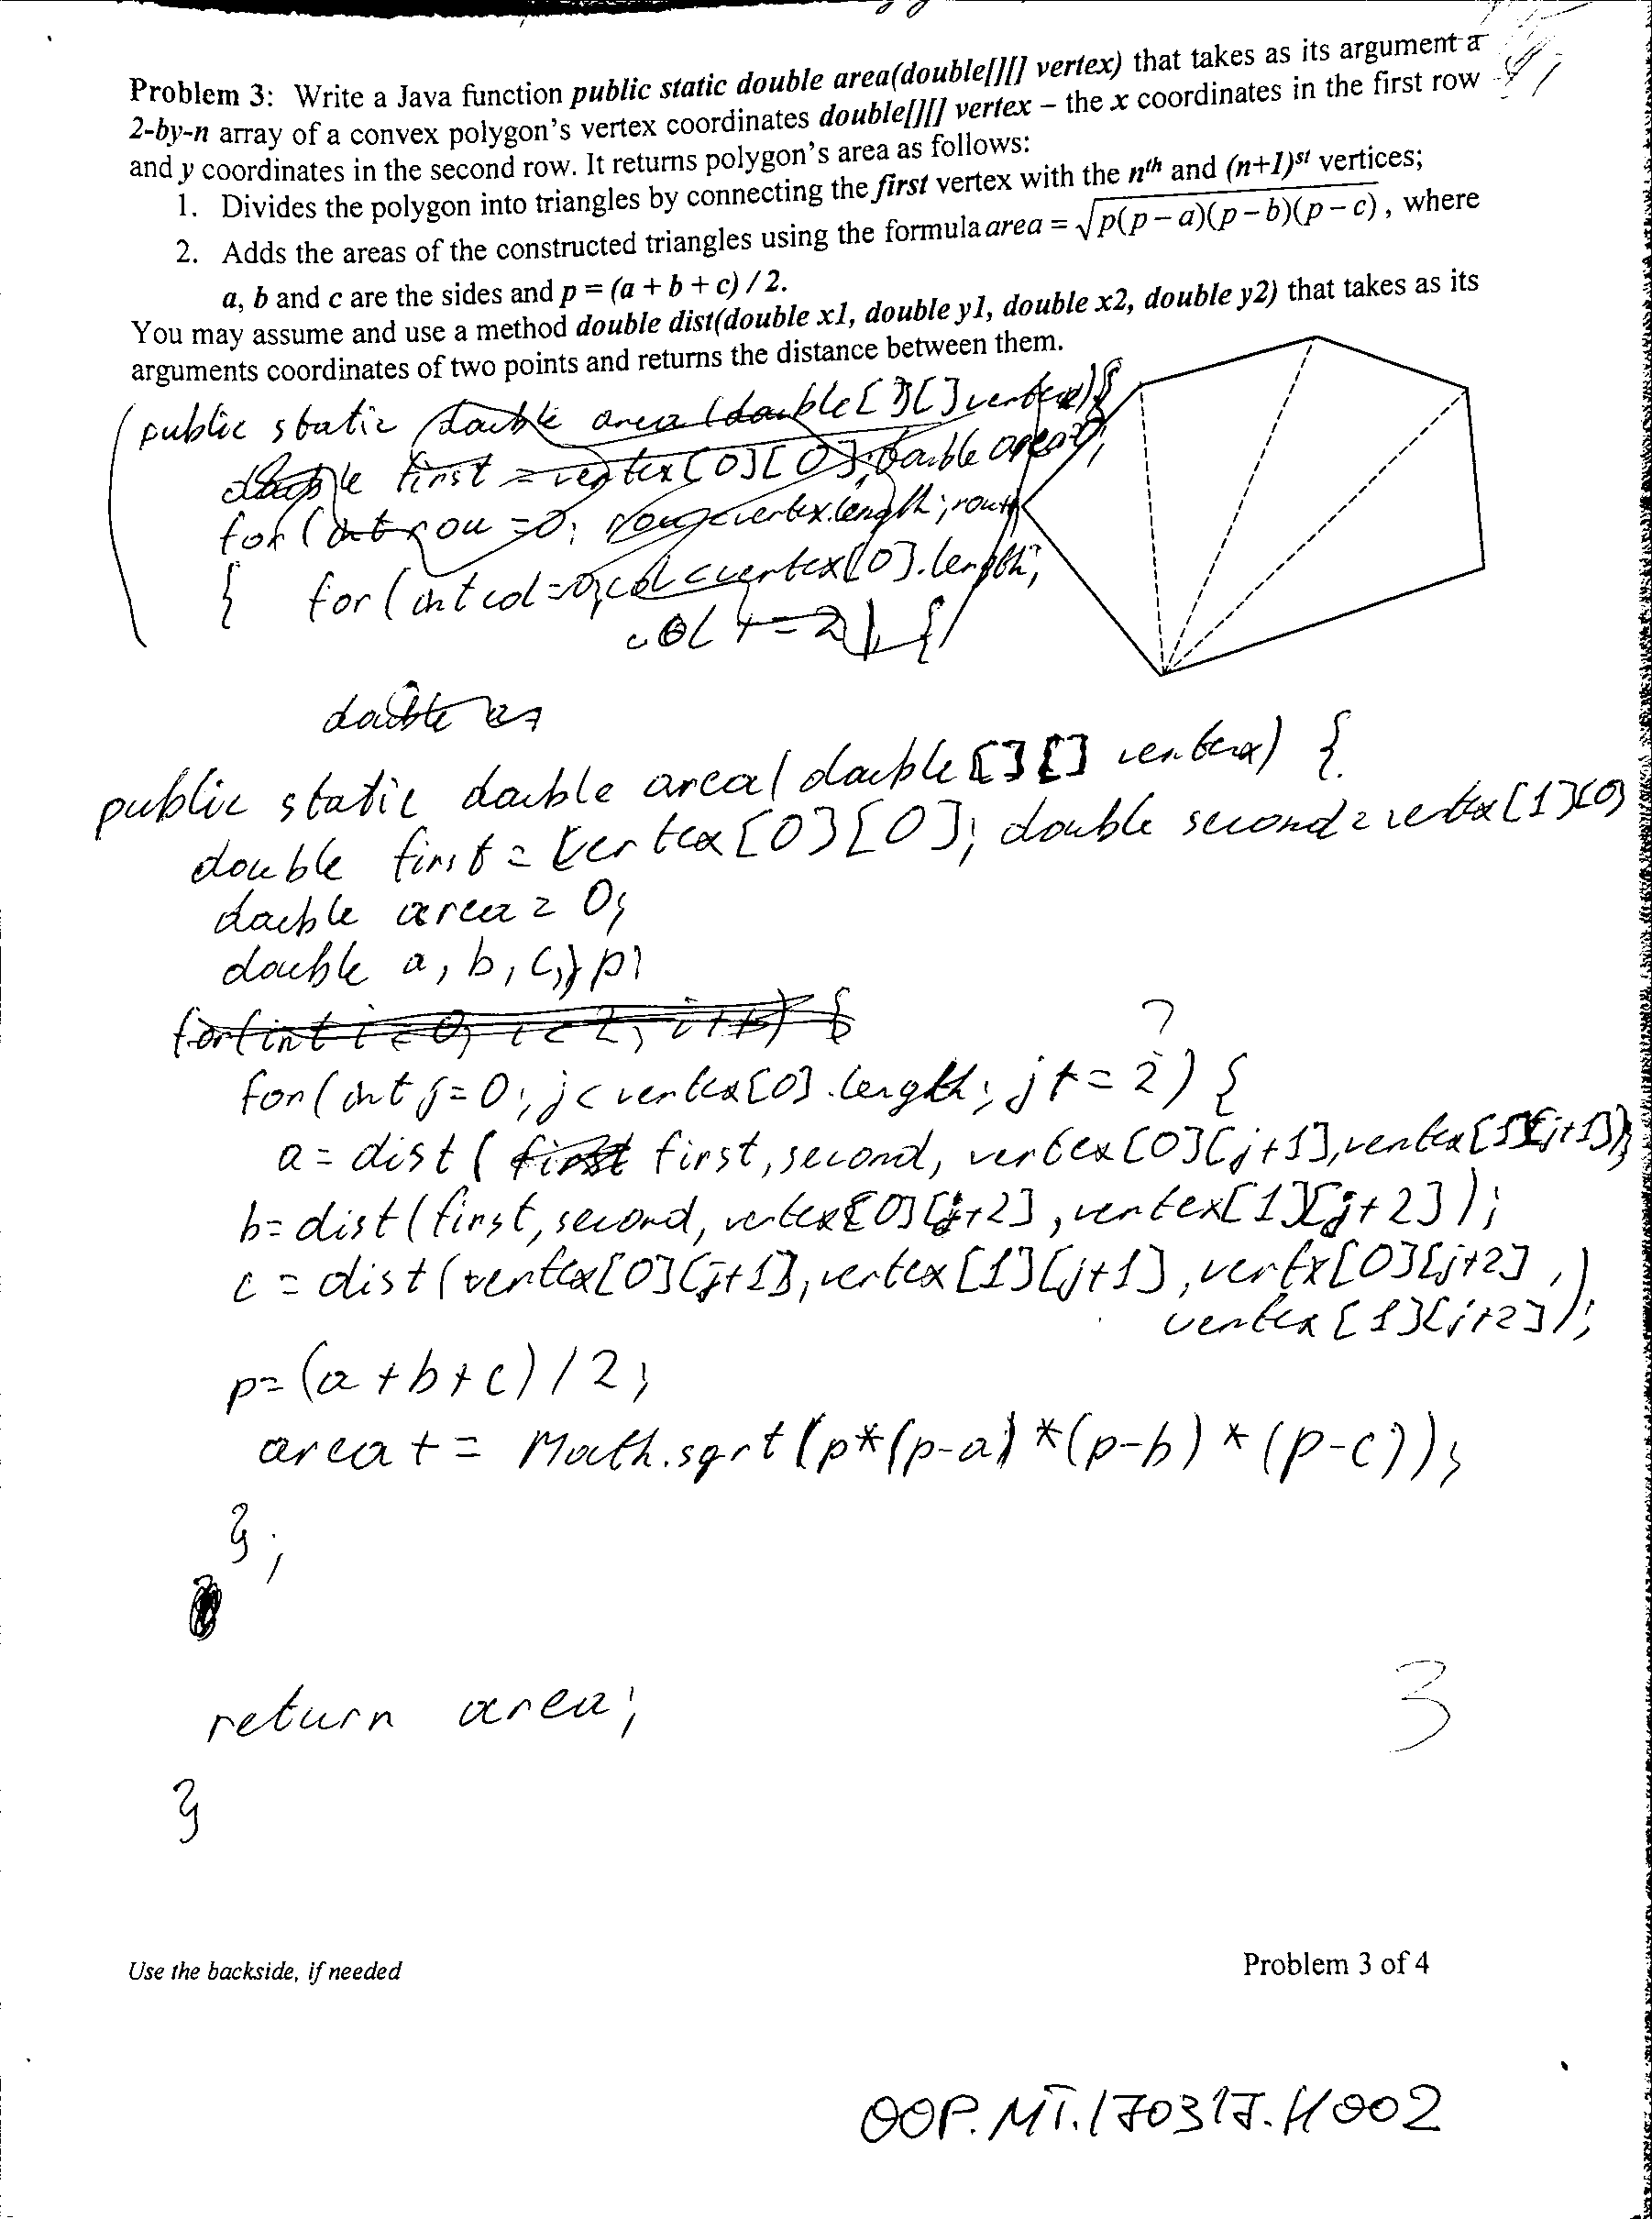 Problem 3: Write a Java function public static double area(double[][] vertex) that takes as its argument a
2-by-n array of a convex polygon's vertex coordinates double[][] vertex – the x coordinates in the first row
and y coordinates in the second row. It returns polygon's area as follows:
1. Divides the polygon into triangles by connecting the first vertex with the nth and (n+1)st vertices;
2. Adds the areas of the constructed triangles using the formula area = √p(p – a)(p – b)(p – c) , where
a, b and c are the sides and p = (a + b + c) / 2.
You may assume and use a method double dist(double x1, double y1, double x2, double y2) that takes as its
arguments coordinates of two points and returns the distance between them.
public static double area (double[][] vertex){
double first = vertex[0][0]; double area
for (int row =0; row<vertex.length; row++
{ for (int col =0; col<vertex[0].length;
col += 2) {
double a
public static double area( double[][] vertex) {
double first = vertex[0][0]; double second = vertex[1][0]
double area = 0;
double a, b, c, p;
for(int i = 0; i < 2; i++) {
?
for (int j=0; j< vertex[0].length; j+=2) {
a = dist ( first first, second, vertex[0][j+1], vertex[1][j+1]);
b= dist (first, second, vertex[0][j+2], vertex[1][j+2]);
c = dist (vertex[0][j+1], vertex[1][j+1], vertx[0][j+2],
vertex[1][j+2]);
p= (a + b + c) / 2;
area += Math.sqrt (p*(p-a) *(p-b) * (p-c));
};
return area;
3
}
Use the backside, if needed
Problem 3 of 4
OOP.MT.170317.H002